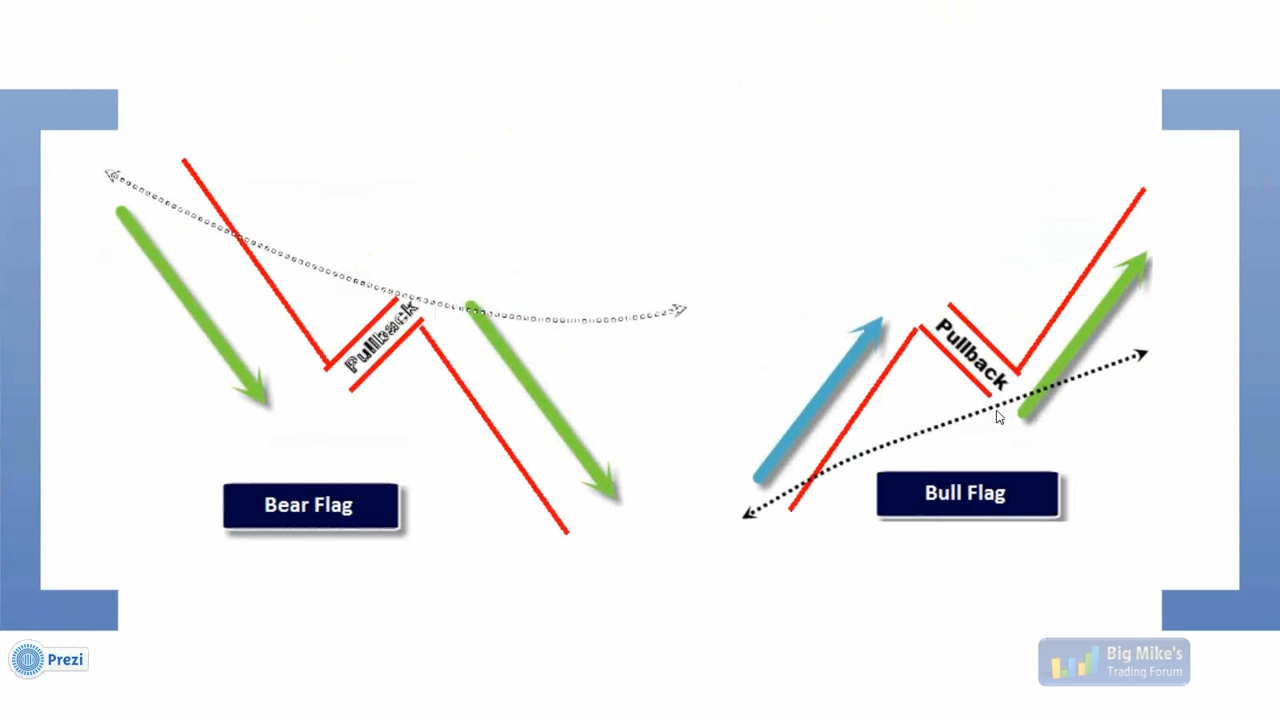 Pullback
Pullback
Bear Flag
Bull Flag
Prezi
Big Mike's
Trading Forum